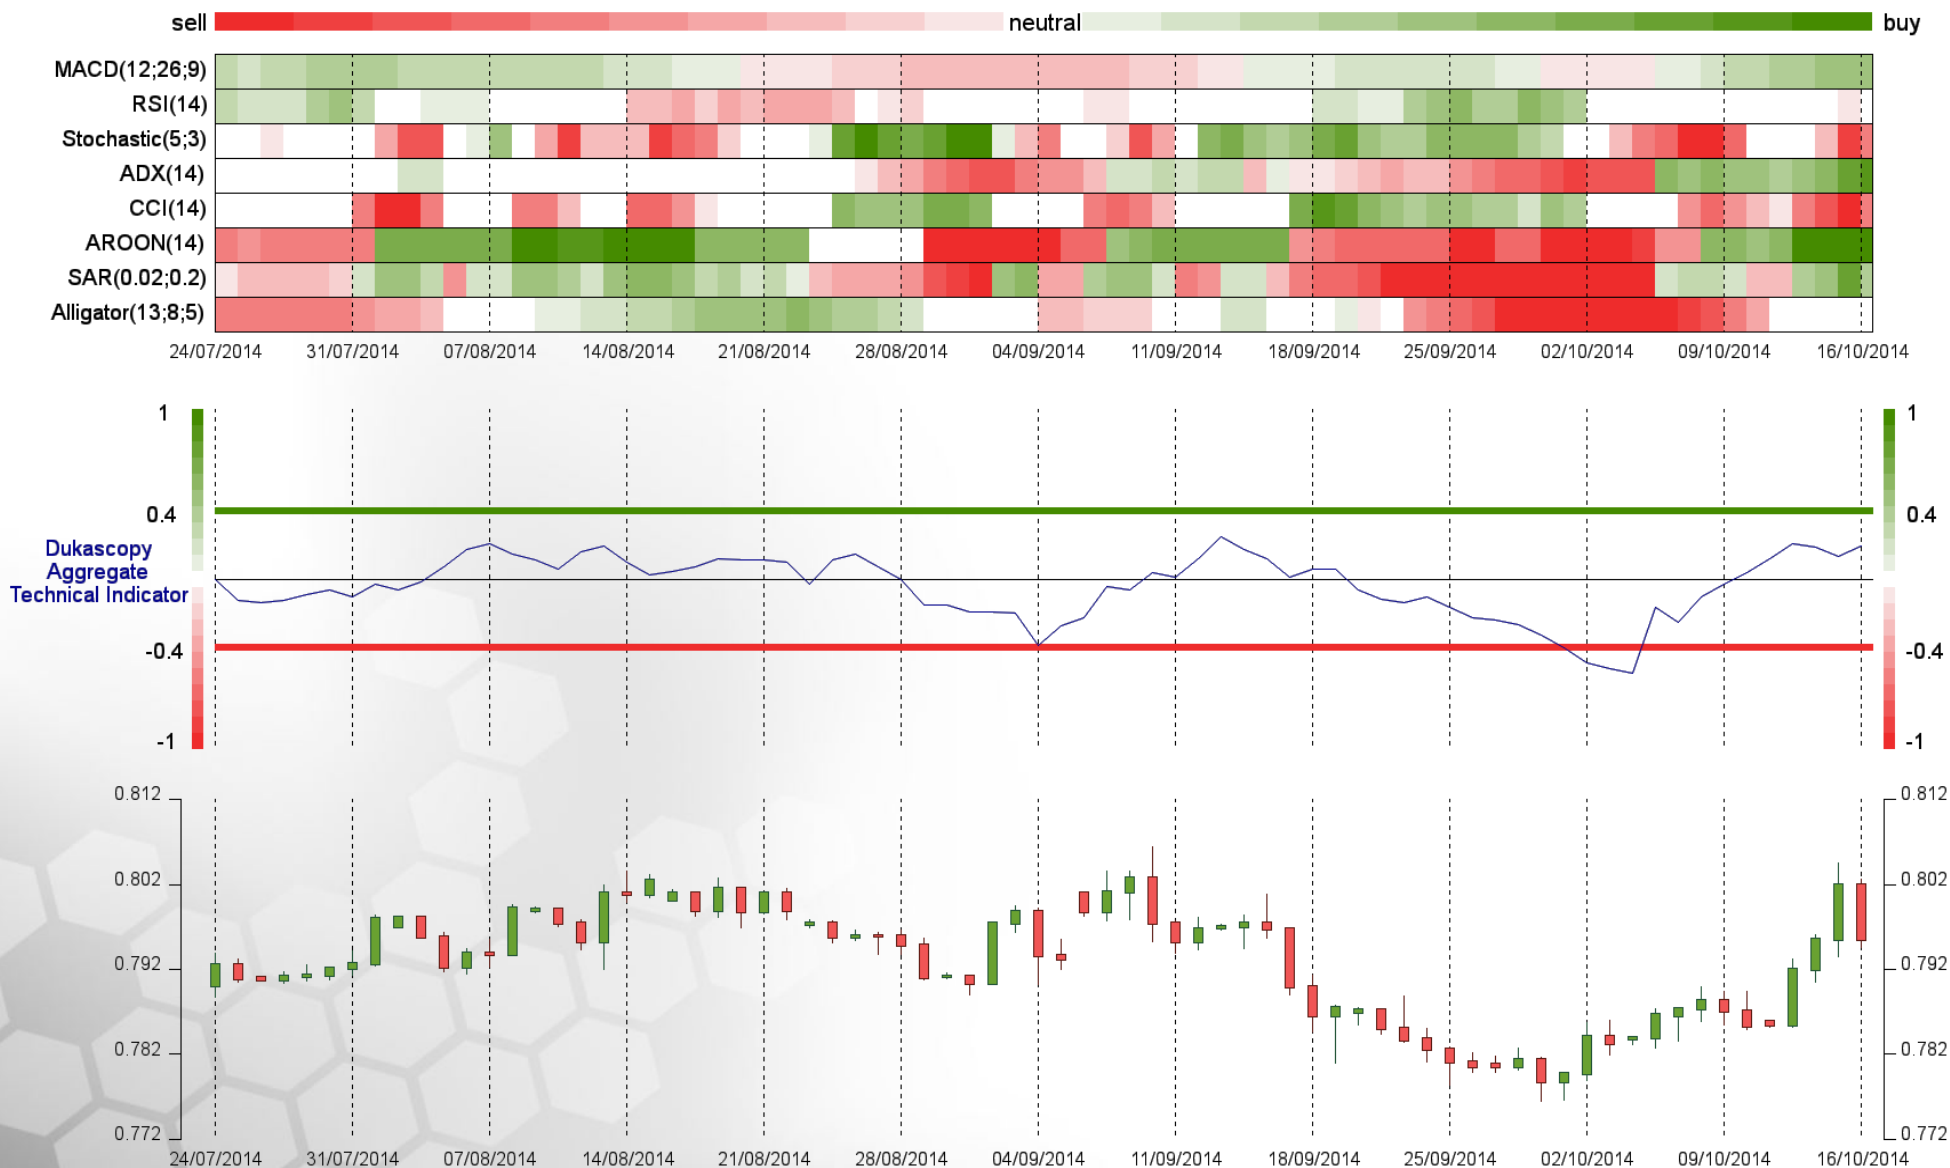 sell neutral buy
MACD(12;26;9)
RSI(14)
Stochastic(5;3)
ADX(14)
CCI(14)
AROON(14)
SAR(0.02;0.2)
Alligator(13;8;5)
24/07/2014 31/07/2014 07/08/2014 14/08/2014 21/08/2014 28/08/2014 04/09/2014 11/09/2014 18/09/2014 25/09/2014 02/10/2014 09/10/2014 16/10/2014
1 1
0.4 0.4
Dukascopy
Aggregate
Technical Indicator
-0.4 -0.4
-1 -1
0.812 0.812
0.802 0.802
0.792 0.792
0.782 0.782
0.772 0.772
24/07/2014 31/07/2014 07/08/2014 14/08/2014 21/08/2014 28/08/2014 04/09/2014 11/09/2014 18/09/2014 25/09/2014 02/10/2014 09/10/2014 16/10/2014